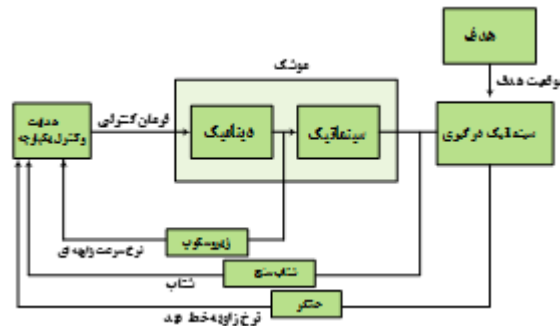 هدف
موقعیت هدف
موشک
هدایت
و کنترل یکپارچه
فرمان کنترلی
دینامیک
سینماتیک
سینماتیک درگیری
ژیروسکوپ
نرخ سرعت زاویه ای
شتاب سنج
شتاب
جستجوگر
نرخ زاویه خط دید